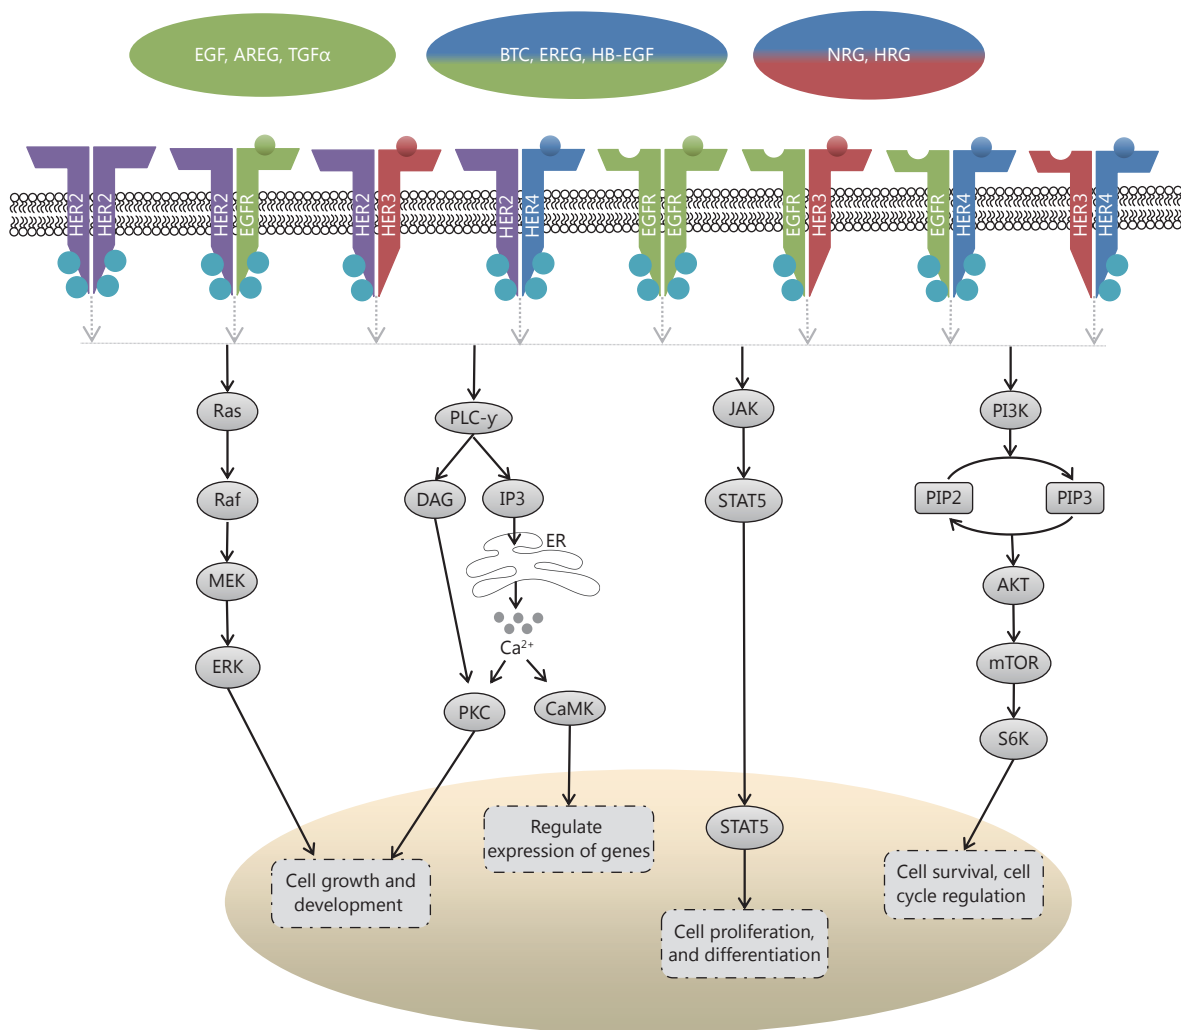 EGF, AREG, TGFα
BTC, EREG, HB-EGF
NRG, HRG
HER2
HER2
HER2
EGFR
HER2
HER3
HER2
HER4
EGFR
EGFR
EGFR
HER3
EGFR
HER4
HER3
HER4
Ras
PLC-γ
JAK
PI3K
Raf
DAG
IP3
STAT5
PIP2
PIP3
ER
MEK
AKT
Ca²⁺
ERK
mTOR
PKC
CaMK
S6K
Regulate
expression of genes
STAT5
Cell growth and
development
Cell survival, cell
cycle regulation
Cell proliferation,
and differentiation